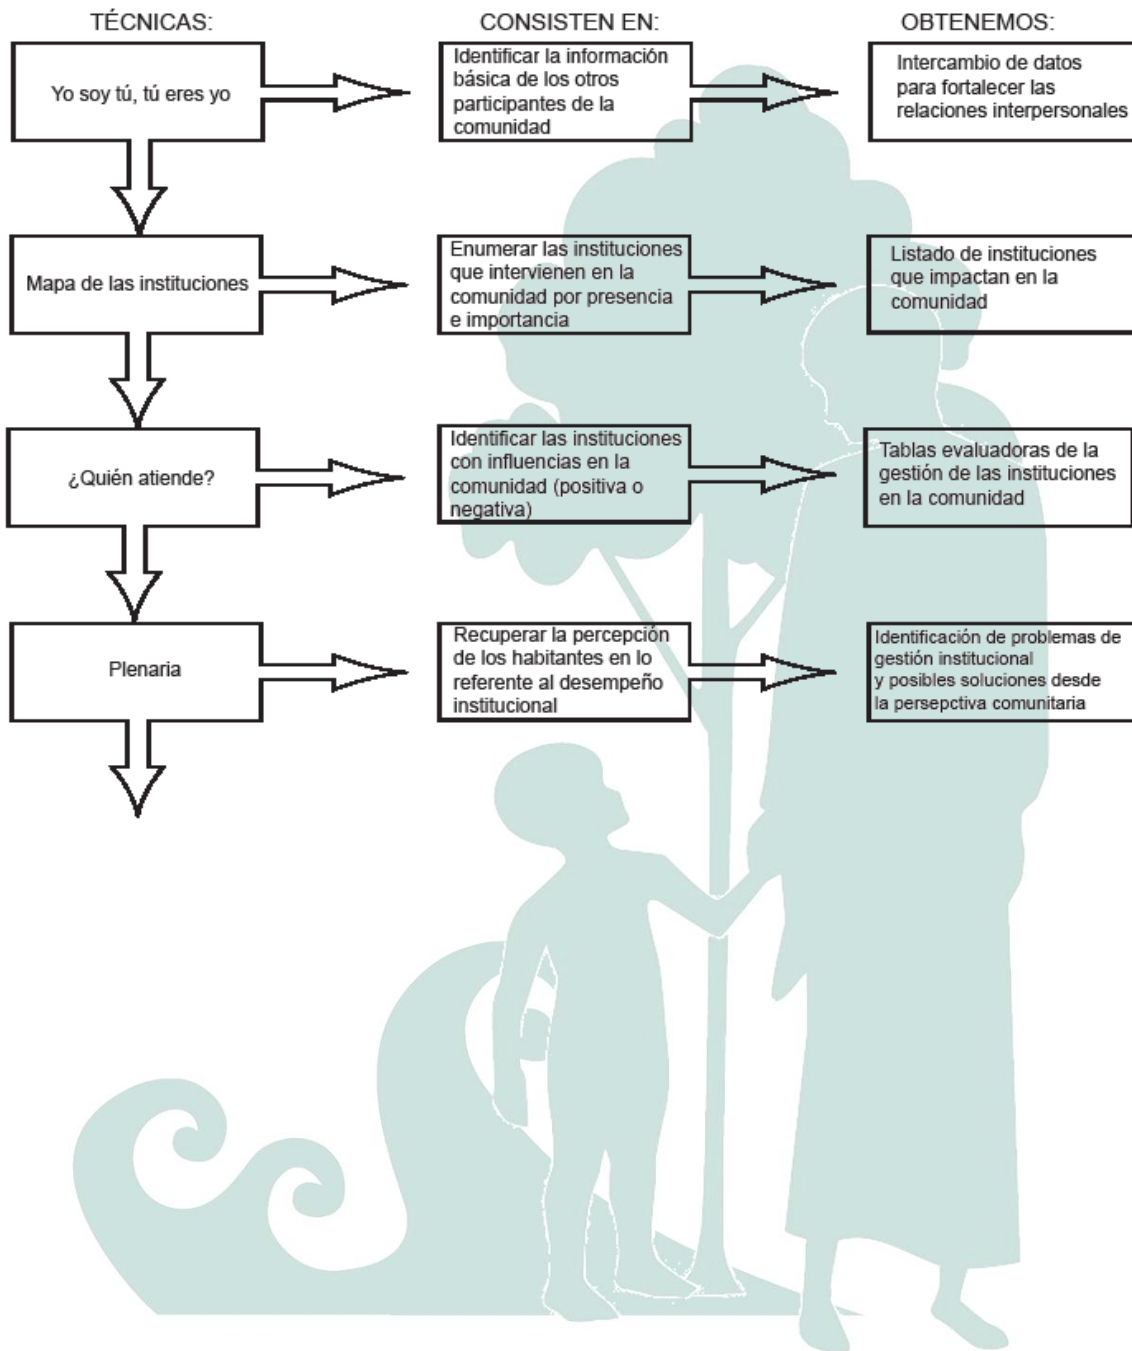 TÉCNICAS:
CONSISTEN EN:
OBTENEMOS:
Yo soy tú, tú eres yo
Identificar la información
básica de los otros
participantes de la
comunidad
Intercambio de datos
para fortalecer las
relaciones interpersonales
Mapa de las instituciones
Enumerar las instituciones
que intervienen en la
comunidad por presencia
e importancia
Listado de instituciones
que impactan en la
comunidad
¿Quién atiende?
Identificar las instituciones
con influencias en la
comunidad (positiva o
negativa)
Tablas evaluadoras de la
gestión de las instituciones
en la comunidad
Plenaria
Recuperar la percepción
de los habitantes en lo
referente al desempeño
institucional
Identificación de problemas de
gestión institucional
y posibles soluciones desde
la persepctiva comunitaria